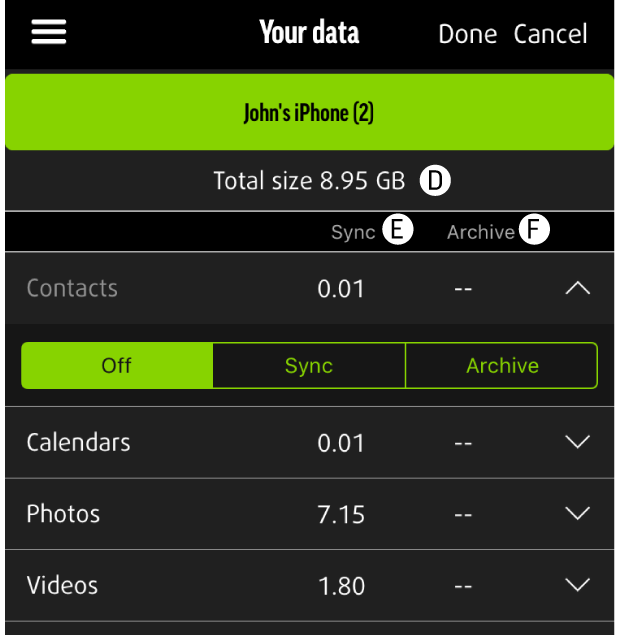 Your data Done Cancel
John's iPhone (2)
Total size 8.95 GB D
Sync E Archive F
Contacts 0.01 --
Off Sync Archive
Calendars 0.01 --
Photos 7.15 --
Videos 1.80 --